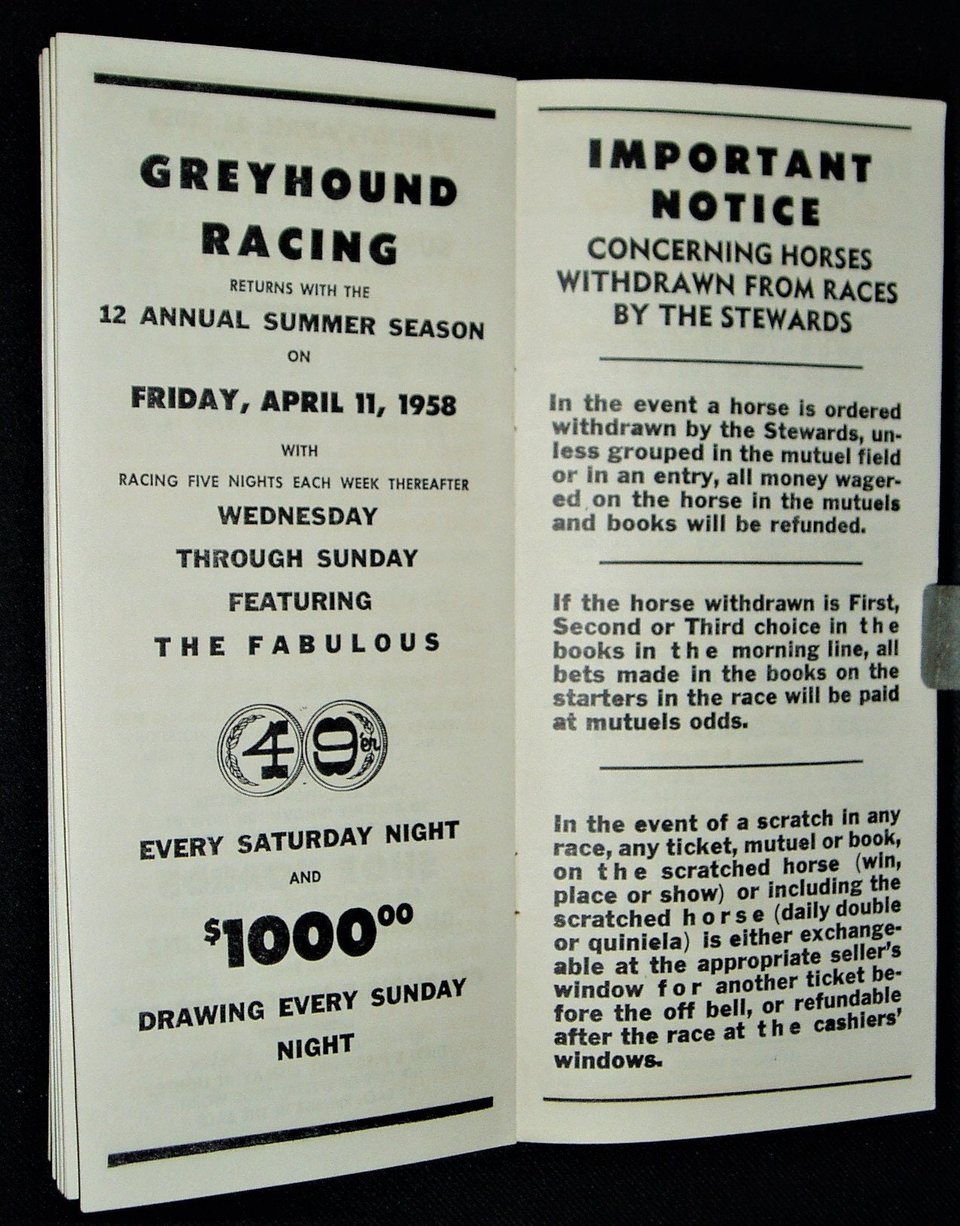 GREYHOUND
RACING
RETURNS WITH THE
12 ANNUAL SUMMER SEASON
ON
FRIDAY, APRIL 11, 1958
WITH
RACING FIVE NIGHTS EACH WEEK THEREAFTER
WEDNESDAY
THROUGH SUNDAY
FEATURING
THE FABULOUS
49'er
EVERY SATURDAY NIGHT
AND
$100000
DRAWING EVERY SUNDAY
NIGHT
IMPORTANT
NOTICE
CONCERNING HORSES
WITHDRAWN FROM RACES
BY THE STEWARDS
In the event a horse is ordered
withdrawn by the Stewards, un-
less grouped in the mutuel field
or in an entry, all money wager-
ed on the horse in the mutuels
and books will be refunded.
If the horse withdrawn is First,
Second or Third choice in the
books in the morning line, all
bets made in the books on the
starters in the race will be paid
at mutuels odds.
In the event of a scratch in any
race, any ticket, mutuel or book,
on the scratched horse (win,
place or show) or including the
scratched horse (daily double
or quiniela) is either exchange-
able at the appropriate seller's
window for another ticket be-
fore the off bell, or refundable
after the race at the cashiers'
windows.